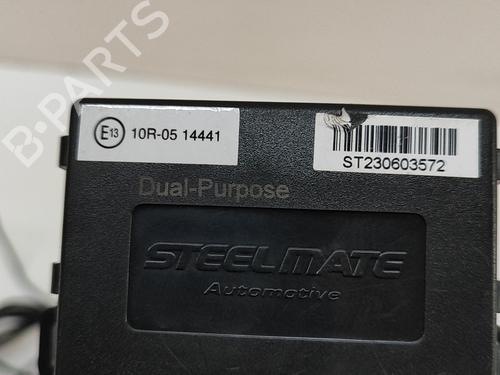 B-PARTS
E13 10R-05 14441
ST230603572
Dual-Purpose
STEELMATE
Automotive